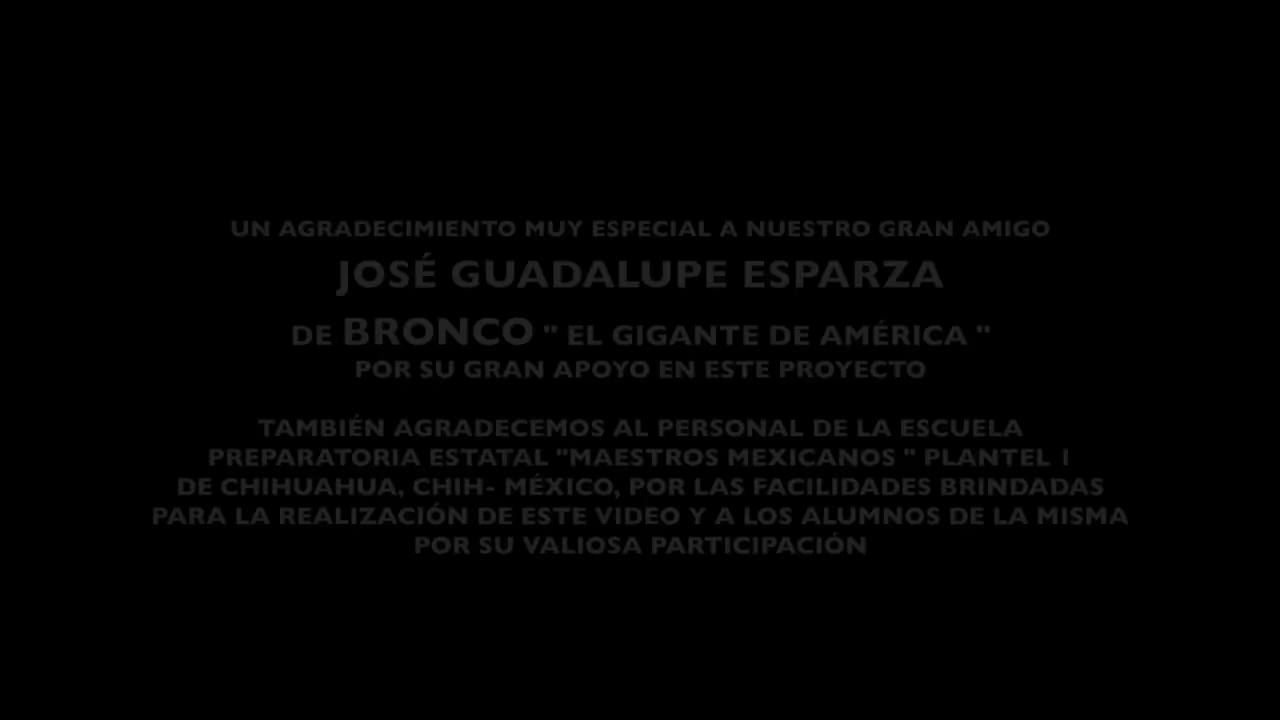 UN AGRADECIMIENTO MUY ESPECIAL A NUESTRO GRAN AMIGO
JOSÉ GUADALUPE ESPARZA
DE BRONCO " EL GIGANTE DE AMÉRICA "
POR SU GRAN APOYO EN ESTE PROYECTO
TAMBIÉN AGRADECEMOS AL PERSONAL DE LA ESCUELA
PREPARATORIA ESTATAL "MAESTROS MEXICANOS " PLANTEL 1
DE CHIHUAHUA, CHIH- MÉXICO, POR LAS FACILIDADES BRINDADAS
PARA LA REALIZACIÓN DE ESTE VIDEO Y A LOS ALUMNOS DE LA MISMA
POR SU VALIOSA PARTICIPACIÓN